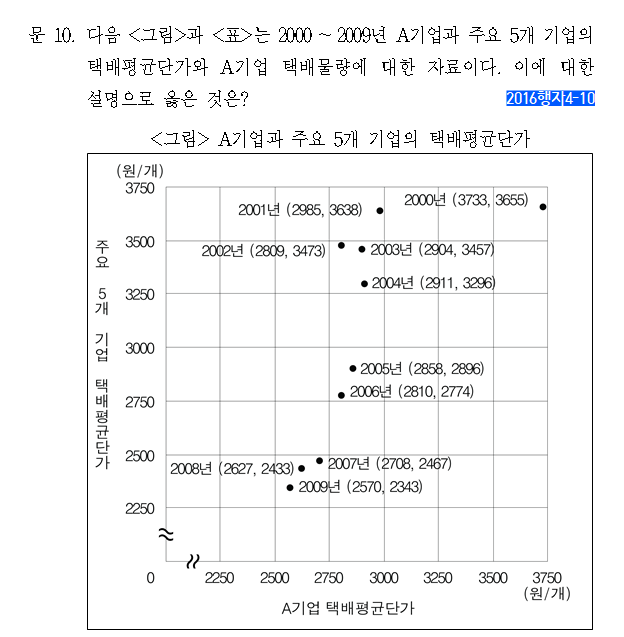 문 10. 다음 <그림>과 <표>는 2000 ~ 2009년 A기업과 주요 5개 기업의
택배평균단가와 A기업 택배물량에 대한 자료이다. 이에 대한
설명으로 옳은 것은?
2016행자4-10
<그림> A기업과 주요 5개 기업의 택배평균단가
(원/개)
3750
2000년 (3733, 3655)
2001년 (2985, 3638)
3500
2002년 (2809, 3473)
2003년 (2904, 3457)
3250
2004년 (2911, 3296)
3000
2005년 (2858, 2896)
2006년 (2810, 2774)
2750
주요 5개 기업 택배평균단가
2500
2007년 (2708, 2467)
2008년 (2627, 2433)
2009년 (2570, 2343)
2250
0 2250 2500 2750 3000 3250 3500 3750
(원/개)
A기업 택배평균단가